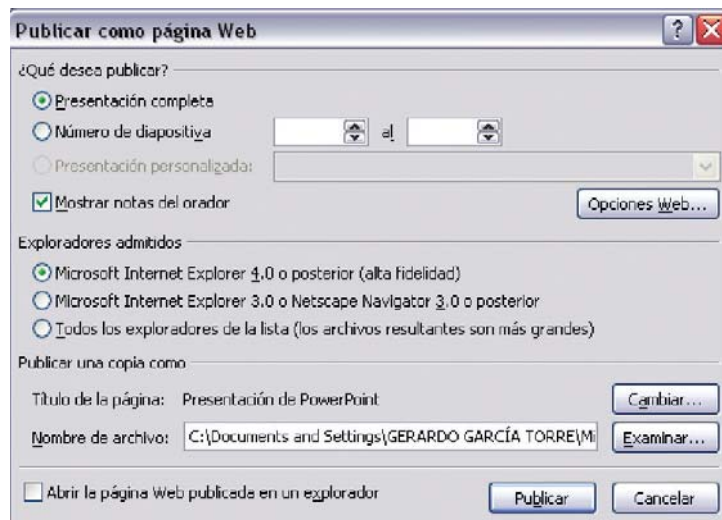 Publicar como página Web
¿Qué desea publicar?
Presentación completa
Número de diapositiva al
Presentación personalizada:
Mostrar notas del orador
Opciones Web...
Exploradores admitidos
Microsoft Internet Explorer 4.0 o posterior (alta fidelidad)
Microsoft Internet Explorer 3.0 o Netscape Navigator 3.0 o posterior
Todos los exploradores de la lista (los archivos resultantes son más grandes)
Publicar una copia como
Título de la página: Presentación de PowerPoint Cambiar...
Nombre de archivo: C:\Documents and Settings\GERARDO GARCÍA TORRE\Mi Examinar...
Abrir la página Web publicada en un explorador Publicar Cancelar